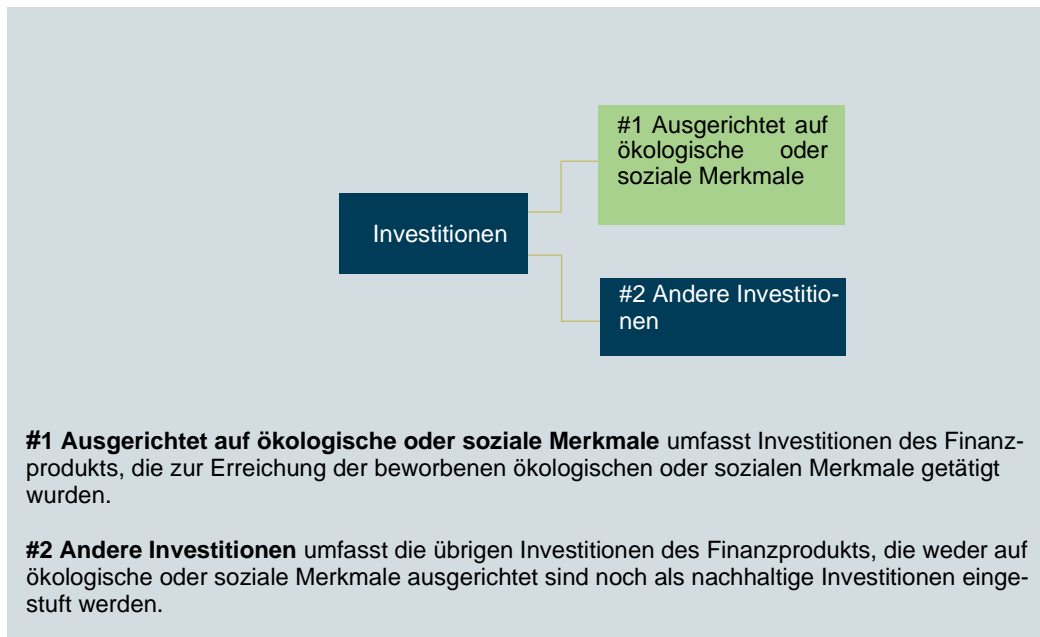 #1 Ausgerichtet auf
ökologische oder
soziale Merkmale
Investitionen
#2 Andere Investitio-
nen
#1 Ausgerichtet auf ökologische oder soziale Merkmale umfasst Investitionen des Finanz-
produkts, die zur Erreichung der beworbenen ökologischen oder sozialen Merkmale getätigt
wurden.
#2 Andere Investitionen umfasst die übrigen Investitionen des Finanzprodukts, die weder auf
ökologische oder soziale Merkmale ausgerichtet sind noch als nachhaltige Investitionen einge-
stuft werden.